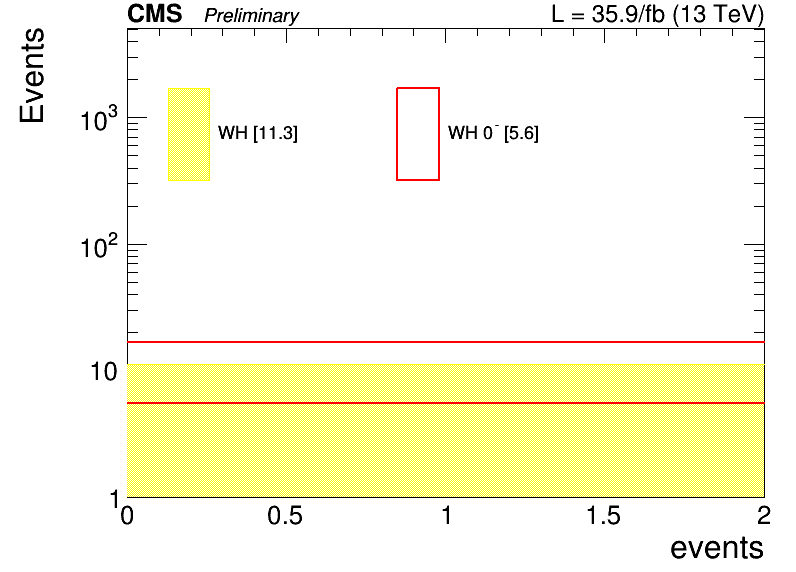 CMS Preliminary L = 35.9/fb (13 TeV)
Events
WH [11.3] WH 0⁻ [5.6]
10³
10²
10
1
0 0.5 1 1.5 2
events